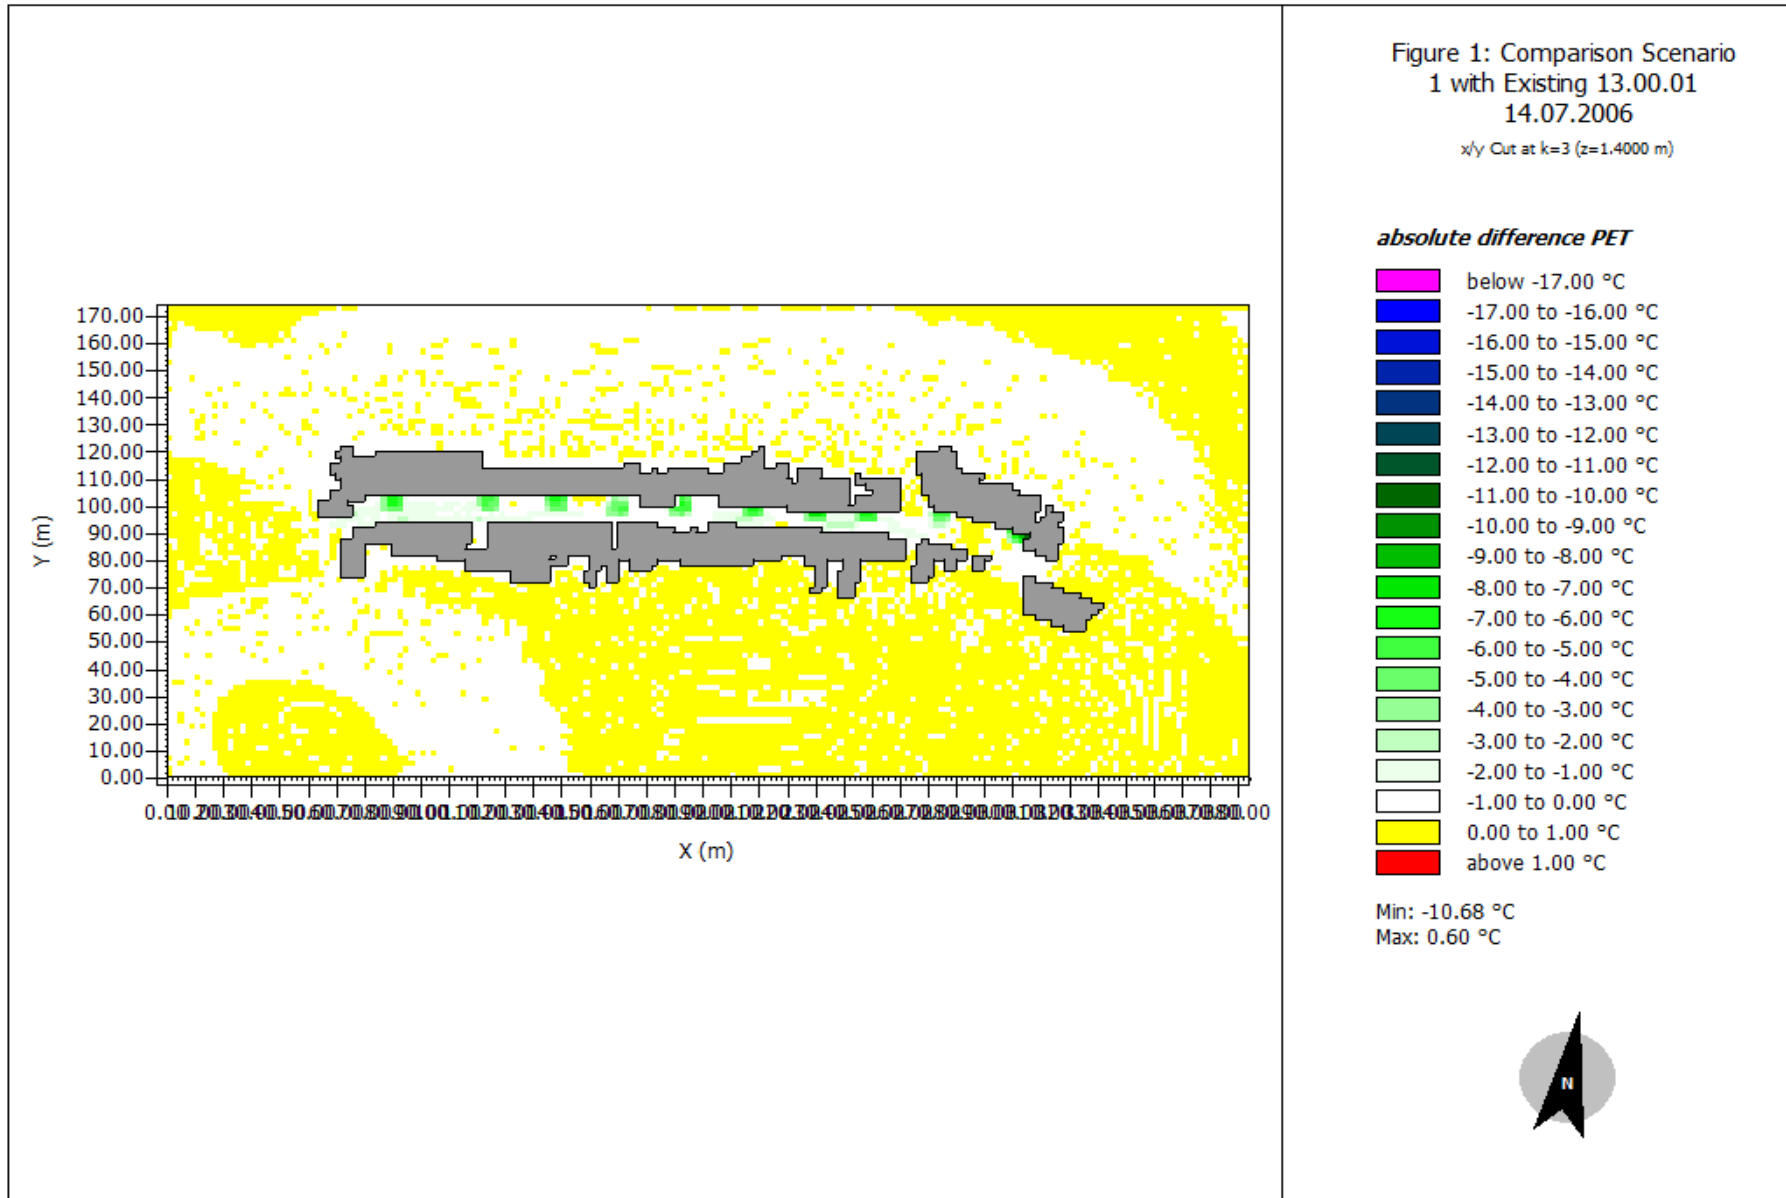 Figure 1: Comparison Scenario
1 with Existing 13.00.01
14.07.2006
x/y Cut at k=3 (z=1.4000 m)
absolute difference PET
below -17.00 °C
-17.00 to -16.00 °C
-16.00 to -15.00 °C
-15.00 to -14.00 °C
-14.00 to -13.00 °C
-13.00 to -12.00 °C
-12.00 to -11.00 °C
-11.00 to -10.00 °C
-10.00 to -9.00 °C
-9.00 to -8.00 °C
-8.00 to -7.00 °C
-7.00 to -6.00 °C
-6.00 to -5.00 °C
-5.00 to -4.00 °C
-4.00 to -3.00 °C
-3.00 to -2.00 °C
-2.00 to -1.00 °C
-1.00 to 0.00 °C
0.00 to 1.00 °C
above 1.00 °C
Min: -10.68 °C
Max: 0.60 °C
N
170.00
160.00
150.00
140.00
130.00
120.00
110.00
100.00
90.00
80.00
70.00
60.00
50.00
40.00
30.00
20.00
10.00
0.00
Y (m)
X (m)